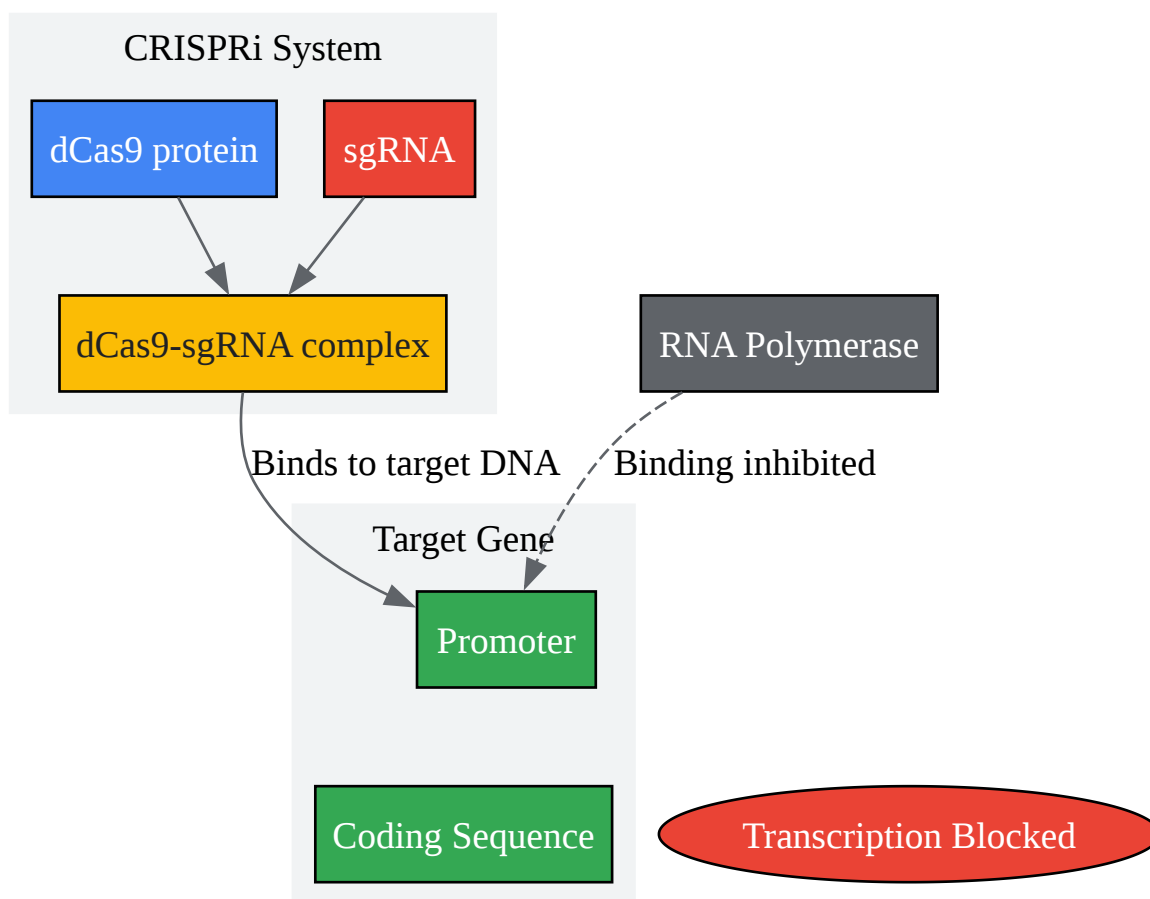 CRISPRi System
dCas9 protein
sgRNA
dCas9-sgRNA complex
RNA Polymerase
Binds to target DNA
Binding inhibited
Target Gene
Promoter
Coding Sequence
Transcription Blocked